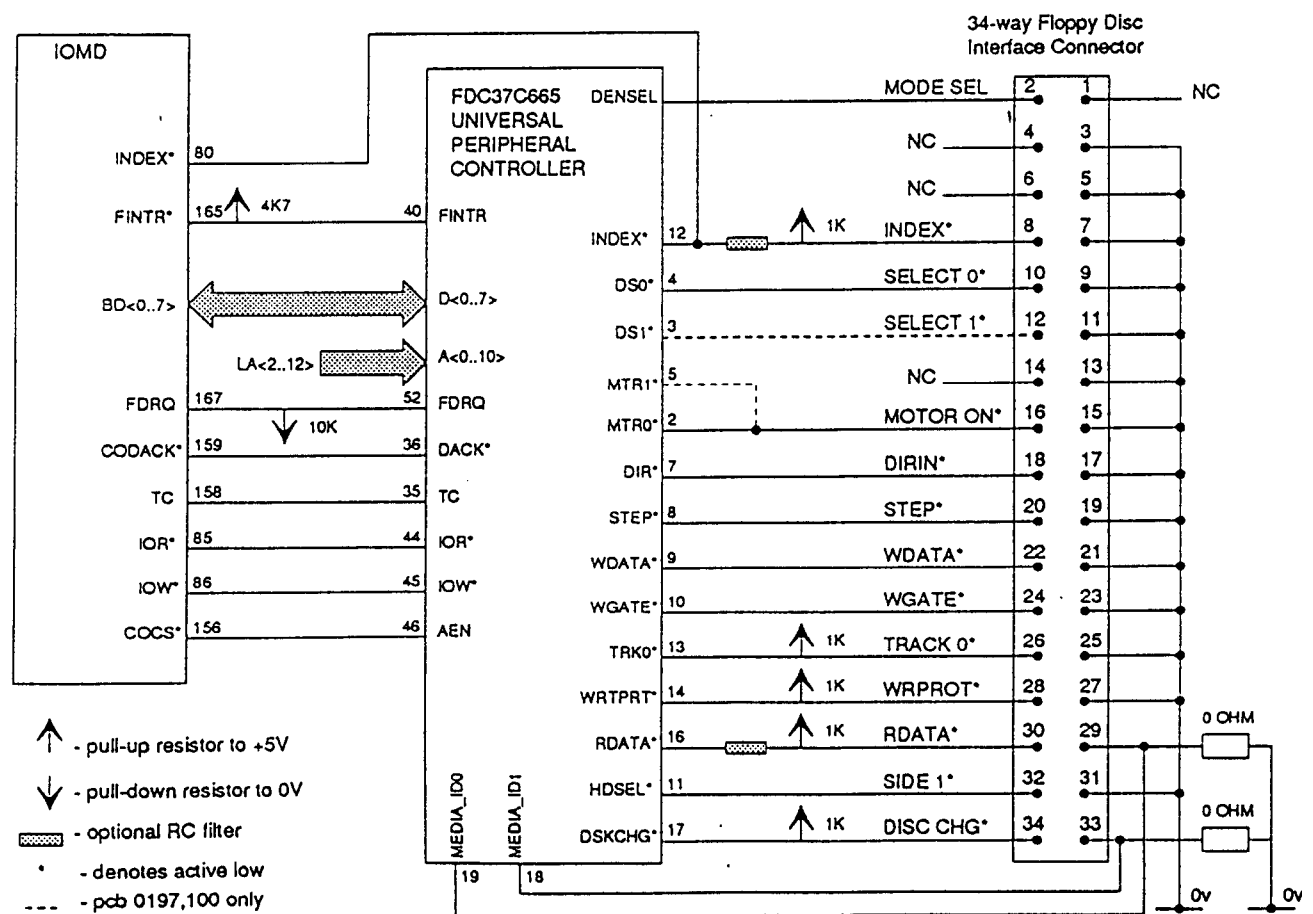 34-way Floppy Disc
Interface Connector
IOMD
FDC37C665
UNIVERSAL
PERIPHERAL
CONTROLLER
DENSEL MODE SEL 2 1 NC
NC 4 3
INDEX* 80
NC 6 5
FINTR* 165 4K7 40 FINTR
INDEX* 12 1K INDEX* 8 7
DS0* 4 SELECT 0* 10 9
BD<0..7> D<0..7>
DS1* 3 SELECT 1* 12 11
LA<2..12> A<0..10>
MTR1* 5 NC 14 13
FDRQ 167 52 FDRQ
10K
MTR0* 2 MOTOR ON* 16 15
CODACK* 159 36 DACK*
DIR* 7 DIRIN* 18 17
TC 158 35 TC
STEP* 8 STEP* 20 19
IOR* 85 44 IOR*
WDATA* 9 WDATA* 22 21
IOW* 86 45 IOW*
WGATE* 10 WGATE* 24 23
COCS* 156 46 AEN
TRK0* 13 1K TRACK 0* 26 25
WRTPRT* 14 1K WRPROT* 28 27
RDATA* 16 1K RDATA* 30 29 0 OHM
HDSEL* 11 SIDE 1* 32 31
DSKCHG* 17 1K DISC CHG* 34 33 0 OHM
MEDIA_ID0 19
MEDIA_ID1 18
0v 0v
- pull-up resistor to +5V
- pull-down resistor to 0V
- optional RC filter
* - denotes active low
---- - pcb 0197,100 only